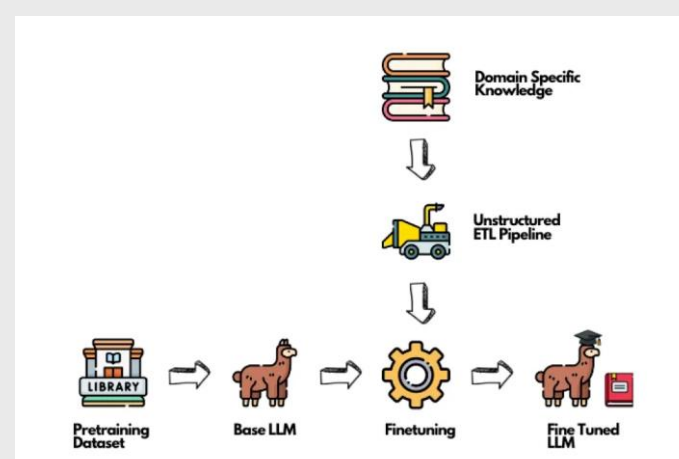 Domain Specific
Knowledge
Unstructured
ETL Pipeline
LIBRARY
Pretraining
Dataset
Base LLM
Finetuning
Fine Tuned
LLM